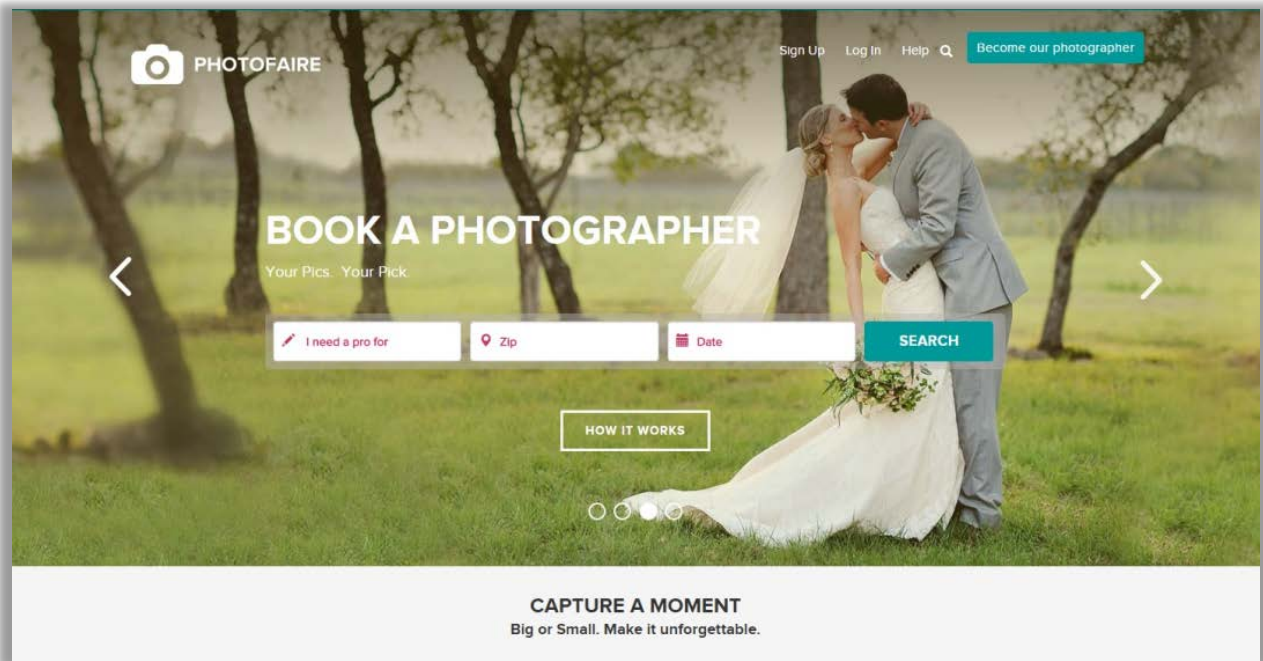 PHOTOFAIRE
Sign Up Log In Help Become our photographer
BOOK A PHOTOGRAPHER
Your Pics. Your Pick
I need a pro for Zip Date SEARCH
HOW IT WORKS
CAPTURE A MOMENT
Big or Small. Make it unforgettable.